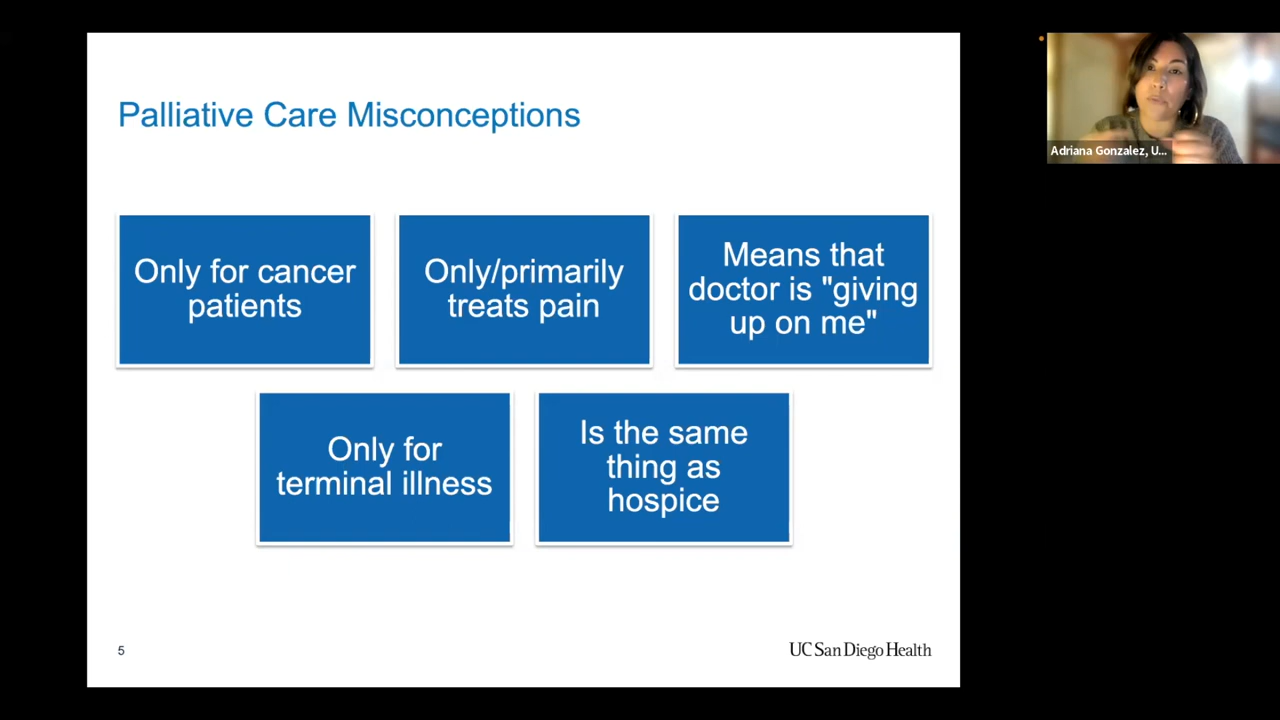 Palliative Care Misconceptions
Only for cancer
patients
Only/primarily
treats pain
Means that
doctor is "giving
up on me"
Only for
terminal illness
Is the same
thing as
hospice
5
UC San Diego Health
Adriana Gonzalez, U...